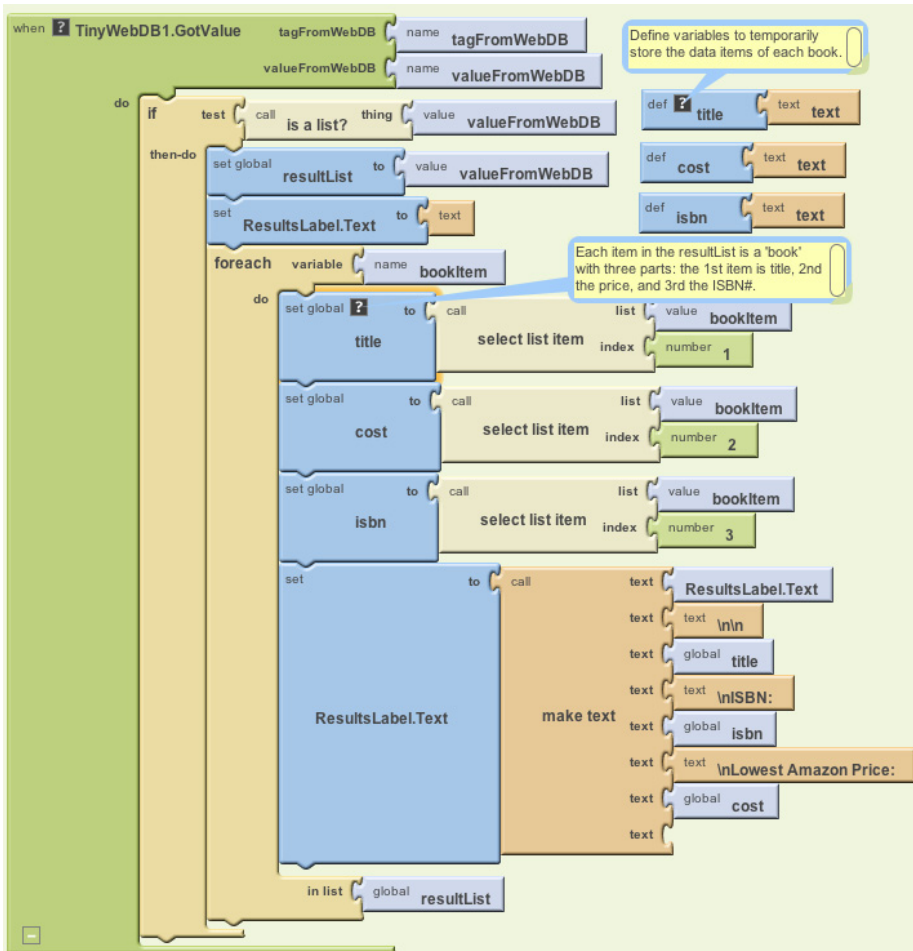 when ? TinyWebDB1.GotValue tagFromWebDB name tagFromWebDB
valueFromWebDB name valueFromWebDB
Define variables to temporarily
store the data items of each book.
do if test call is a list? thing value valueFromWebDB
def ? title text text
then-do set global resultList to value valueFromWebDB
def cost text text
set ResultsLabel.Text to text
def isbn text text
foreach variable name bookItem
Each item in the resultList is a 'book'
with three parts: the 1st item is title, 2nd
the price, and 3rd the ISBN#.
do set global ? title to call select list item list value bookItem
index number 1
set global cost to call select list item list value bookItem
index number 2
set global isbn to call select list item list value bookItem
index number 3
set ResultsLabel.Text to call make text text ResultsLabel.Text
text text \n\n
text global title
text text \nISBN:
text global isbn
text text \nLowest Amazon Price:
text global cost
text
in list global resultList